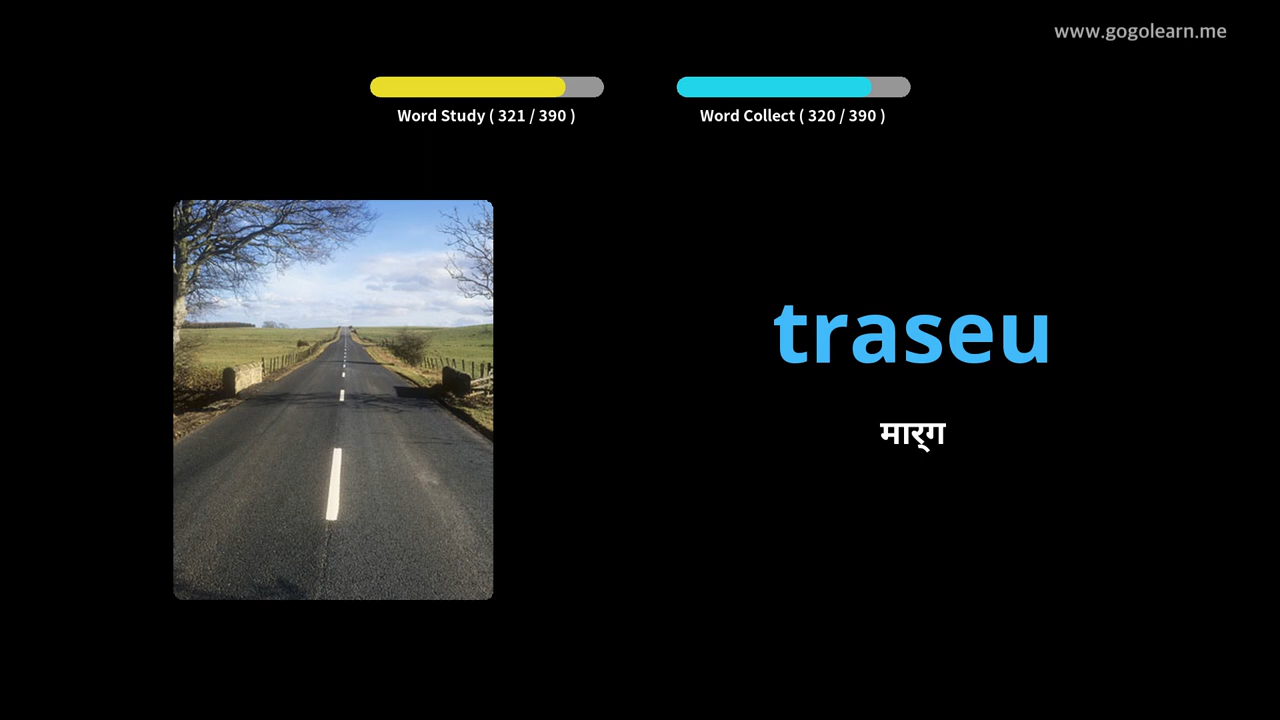 www.gogolearn.me
Word Study ( 321 / 390 )
Word Collect ( 320 / 390 )
traseu
मार्ग